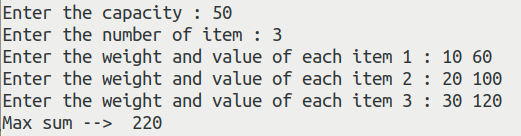 Enter the capacity : 50
Enter the number of item : 3
Enter the weight and value of each item 1 : 10 60
Enter the weight and value of each item 2 : 20 100
Enter the weight and value of each item 3 : 30 120
Max sum -->  220